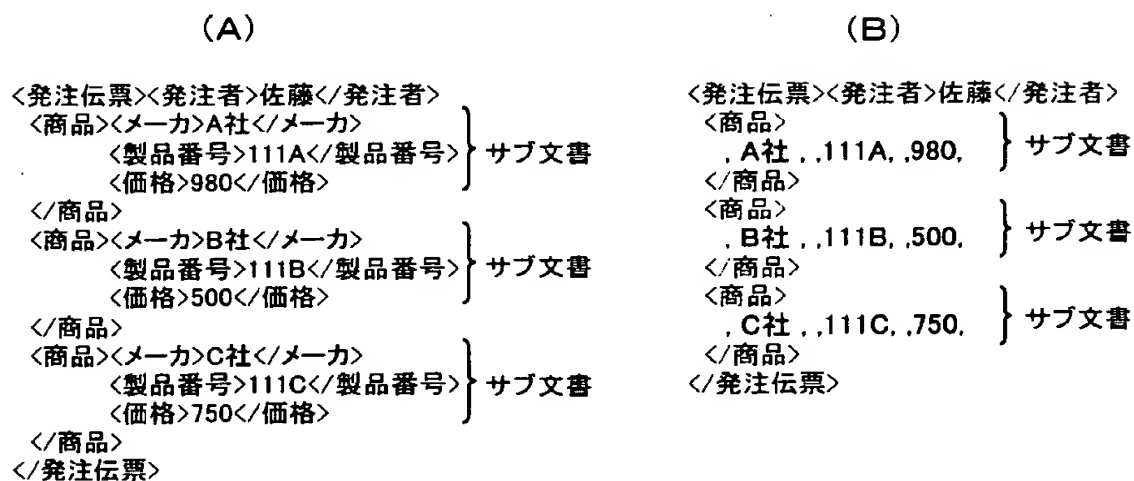 (A)
<発注伝票><発注者>佐藤</発注者>
<商品><メーカ>A社</メーカ>
<製品番号>111A</製品番号>
<価格>980</価格>
サブ文書
</商品>
<商品><メーカ>B社</メーカ>
<製品番号>111B</製品番号>
<価格>500</価格>
サブ文書
</商品>
<商品><メーカ>C社</メーカ>
<製品番号>111C</製品番号>
<価格>750</価格>
サブ文書
</商品>
</発注伝票>
(B)
<発注伝票><発注者>佐藤</発注者>
<商品>
, A社 , ,111A, ,980,
サブ文書
</商品>
<商品>
, B社 , ,111B, ,500,
サブ文書
</商品>
<商品>
, C社 , ,111C, ,750,
サブ文書
</商品>
</発注伝票>